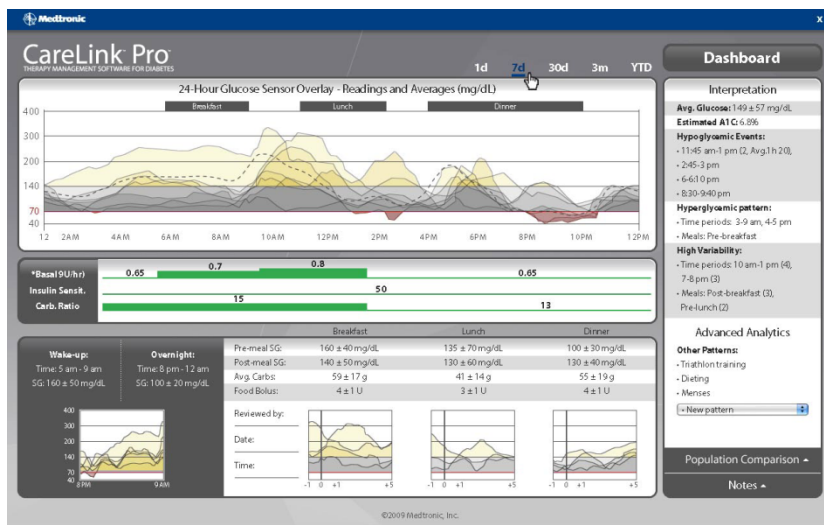 Medtronic
x
CareLink™ Pro™
THERAPY MANAGEMENT SOFTWARE FOR DIABETES
1d 7d 30d 3m YTD
24-Hour Glucose Sensor Overlay - Readings and Averages (mg/dL)
Breakfast Lunch Dinner
400
300
200
140
70
40
12 2AM 4AM 6AM 8AM 10AM 12PM 2PM 4PM 6PM 8PM 10PM 12PM
*Basal 9U/hr) 0.65 0.7 0.8 0.65
Insulin Sensit. 50
Carb. Ratio 15 13
Wake-up:
Time: 5 am - 9 am
SG: 160 ± 50 mg/dL
Overnight:
Time: 8 pm - 12 am
SG: 100 ± 20 mg/dL
400
300
200
140
70
40
8 PM 9 AM
Breakfast Lunch Dinner
Pre-meal SG: 160 ± 40 mg/dL 135 ± 70 mg/dL 100 ± 30 mg/dL
Post-meal SG: 140 ± 50 mg/dL 130 ± 60 mg/dL 130 ± 40 mg/dL
Avg. Carbs: 59 ± 17 g 41 ± 14 g 55 ± 19 g
Food Bolus: 4 ± 1 U 3 ± 1 U 4 ± 1 U
Reviewed by:
Date:
Time:
-1 0 +5 -1 0 +5 -1 0 +5
Dashboard
Interpretation
Avg. Glucose: 149 ± 57 mg/dL
Estimated A1C: 6.8%
Hypoglycemic Events:
- 11:45 am-1 pm (2, Avg.1 h 20),
- 2:45-3 pm
- 6-6:10 pm
- 8:30-9:40 pm
Hyperglycemic pattern:
- Time periods: 3-9 am, 4-5 pm
- Meals: Pre-breakfast
High Variability:
- Time periods: 10 am-1 pm (4),
7-8 pm (3)
- Meals: Post-breakfast (3),
Pre-lunch (2)
Advanced Analytics
Other Patterns:
- Triathlon training
- Dieting
- Menses
- New pattern
Population Comparison
Notes
©2009 Medtronic, Inc.